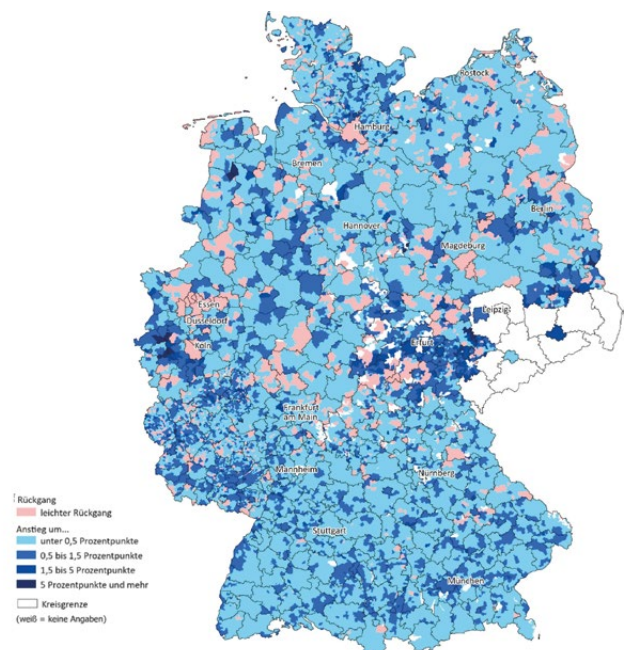 Rostock
Hamburg
Bremen
Berlin
Hannover
Magdeburg
Essen
Düsseldorf
Leipzig
Köln
Erfurt
Frankfurt
am Main
Mannheim
Nürnberg
Stuttgart
München
Rückgang
leichter Rückgang
Anstieg um...
unter 0,5 Prozentpunkte
0,5 bis 1,5 Prozentpunkte
1,5 bis 5 Prozentpunkte
5 Prozentpunkte und mehr
Kreisgrenze
(weiß = keine Angaben)